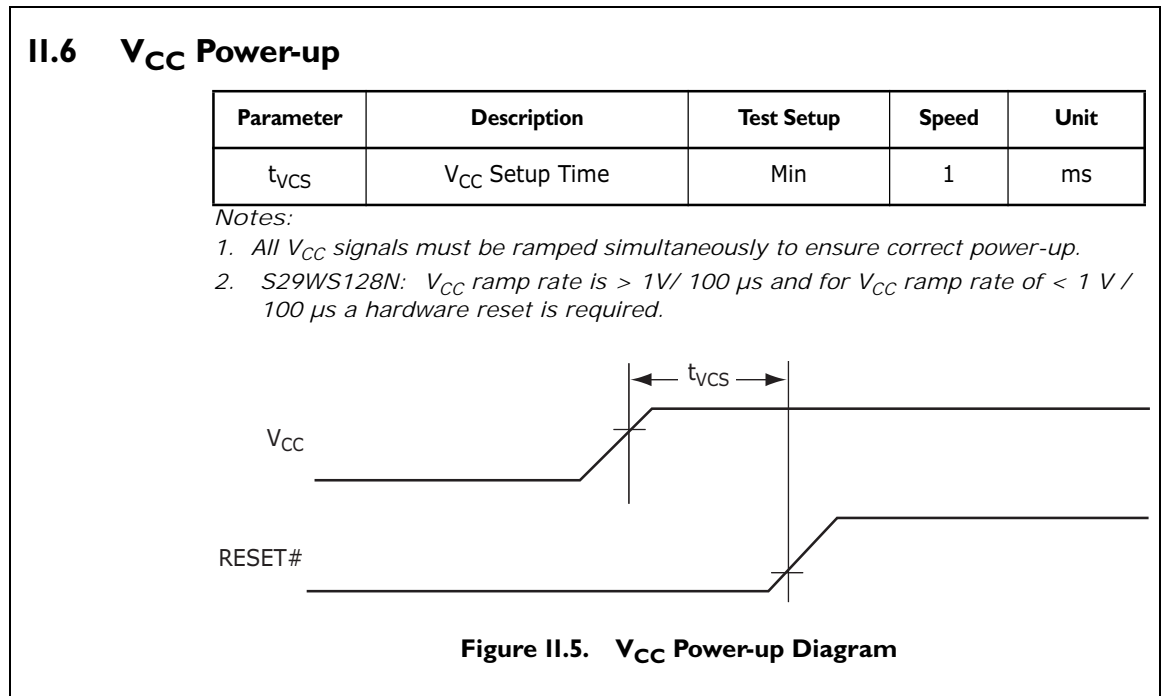 11.6 VCC Power-up
Parameter Description Test Setup Speed Unit
tVCS VCC Setup Time Min 1 ms
Notes:
1. All VCC signals must be ramped simultaneously to ensure correct power-up.
2. S29WS128N: VCC ramp rate is > 1V/ 100 µs and for VCC ramp rate of < 1 V /
100 µs a hardware reset is required.
tVCS
VCC
RESET#
Figure 11.5. VCC Power-up Diagram